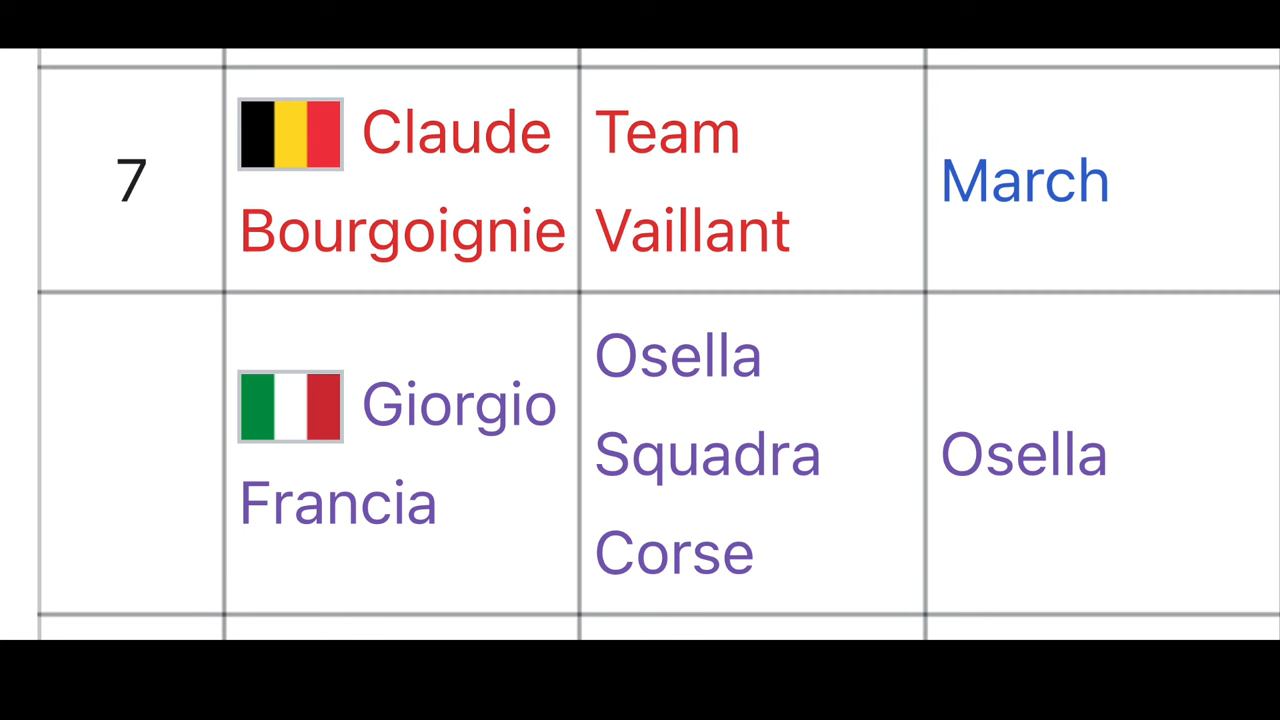 7
Claude
Bourgoignie
Team
Vaillant
March
Giorgio
Francia
Osella
Squadra
Corse
Osella